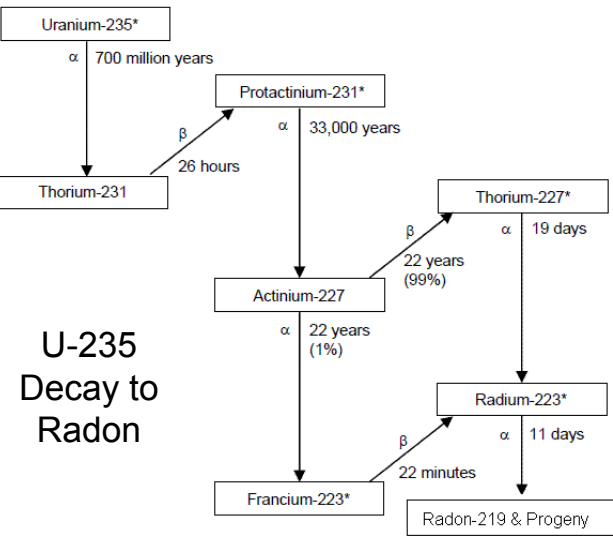 Uranium-235*
α 700 million years
Protactinium-231*
β
α 33,000 years
26 hours
Thorium-231
Thorium-227*
β
α 19 days
22 years
(99%)
Actinium-227
α 22 years
(1%)
U-235
Decay to
Radon
Radium-223*
β
α 11 days
22 minutes
Francium-223*
Radon-219 & Progeny